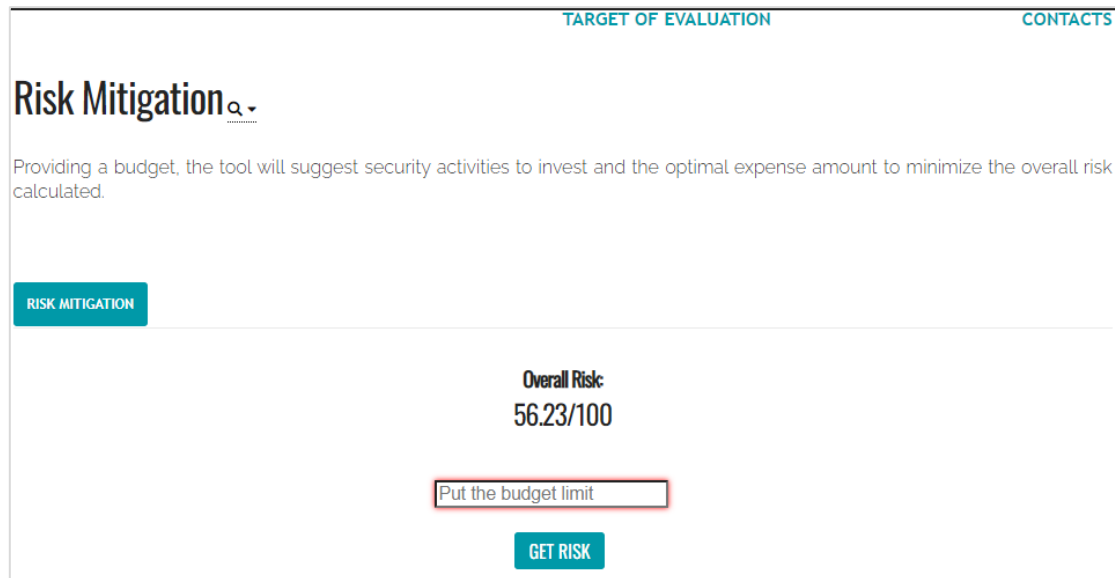 TARGET OF EVALUATION CONTACTS
Risk Mitigation
Providing a budget, the tool will suggest security activities to invest and the optimal expense amount to minimize the overall risk
calculated.
RISK MITIGATION
Overall Risk:
56.23/100
Put the budget limit
GET RISK